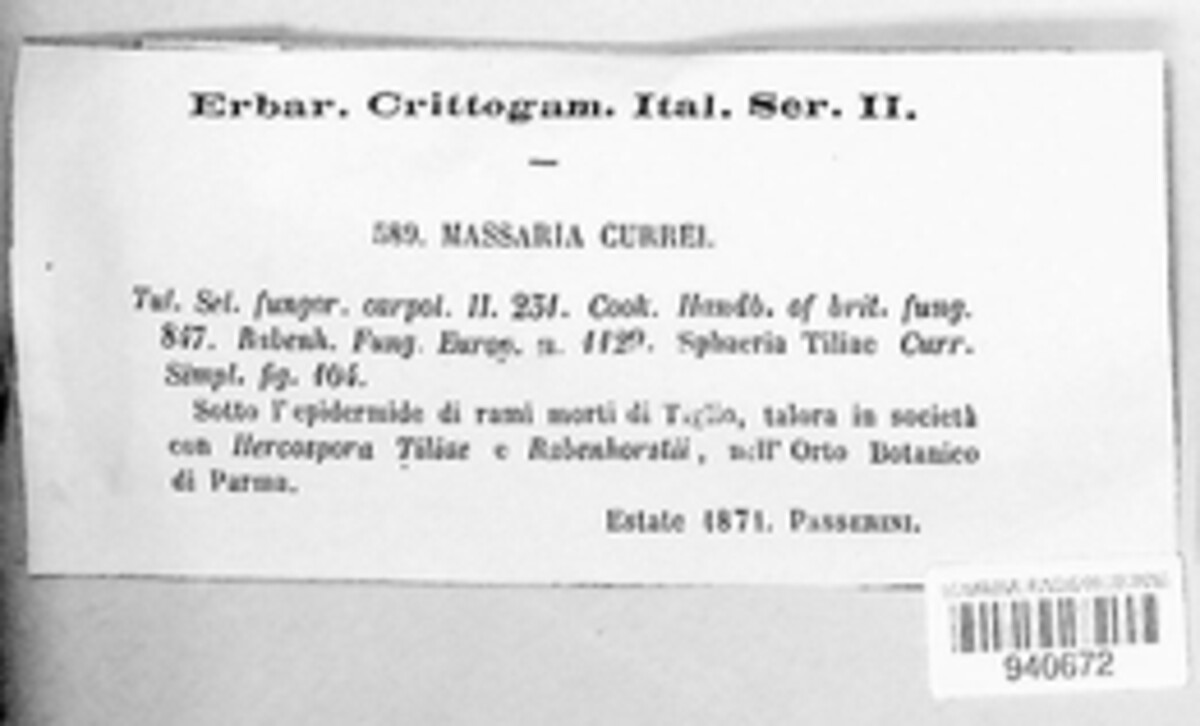 Erbar. Crittogam. Ital. Ser. II.
—
589. MASSARIA CURREI.
Tul. Sel. fungor. carpol. II. 231. Cook. Handb. of brit. fung.
847. Rabenh. Fung. Europ. n. 1129. Sphaeria Tiliae Curr.
Simpl. fig. 104.
Sotto l'epidermide di rami morti di Tiglio, talora in società
con Hercospora Tiliae e Rabenhorstii, nell' Orto Botanico
di Parma.
Estate 1871. PASSERINI.
940672